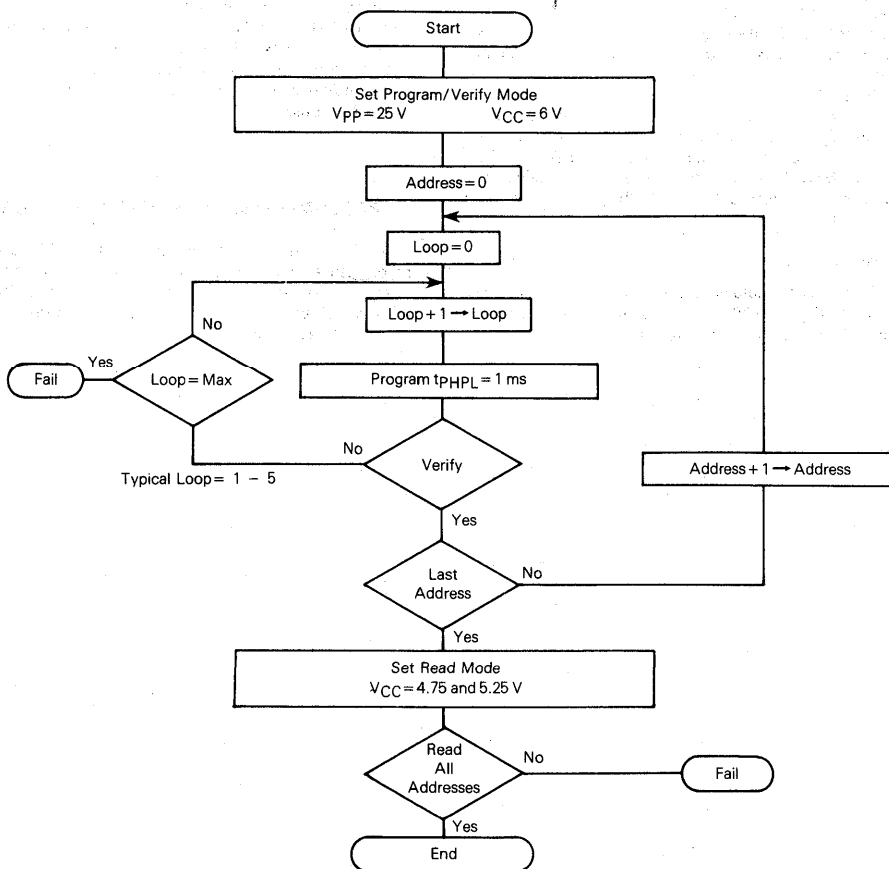 Start
Set Program/Verify Mode
VPP=25 V VCC=6 V
Address=0
Loop=0
Loop+1→Loop
No
Yes
Fail
Loop=Max
Program tPHPL=1 ms
No
Verify
Typical Loop= 1 - 5
Address+1→Address
Yes
Last
Address
No
Yes
Set Read Mode
VCC=4.75 and 5.25 V
Read
All
Addresses
No
Fail
Yes
End